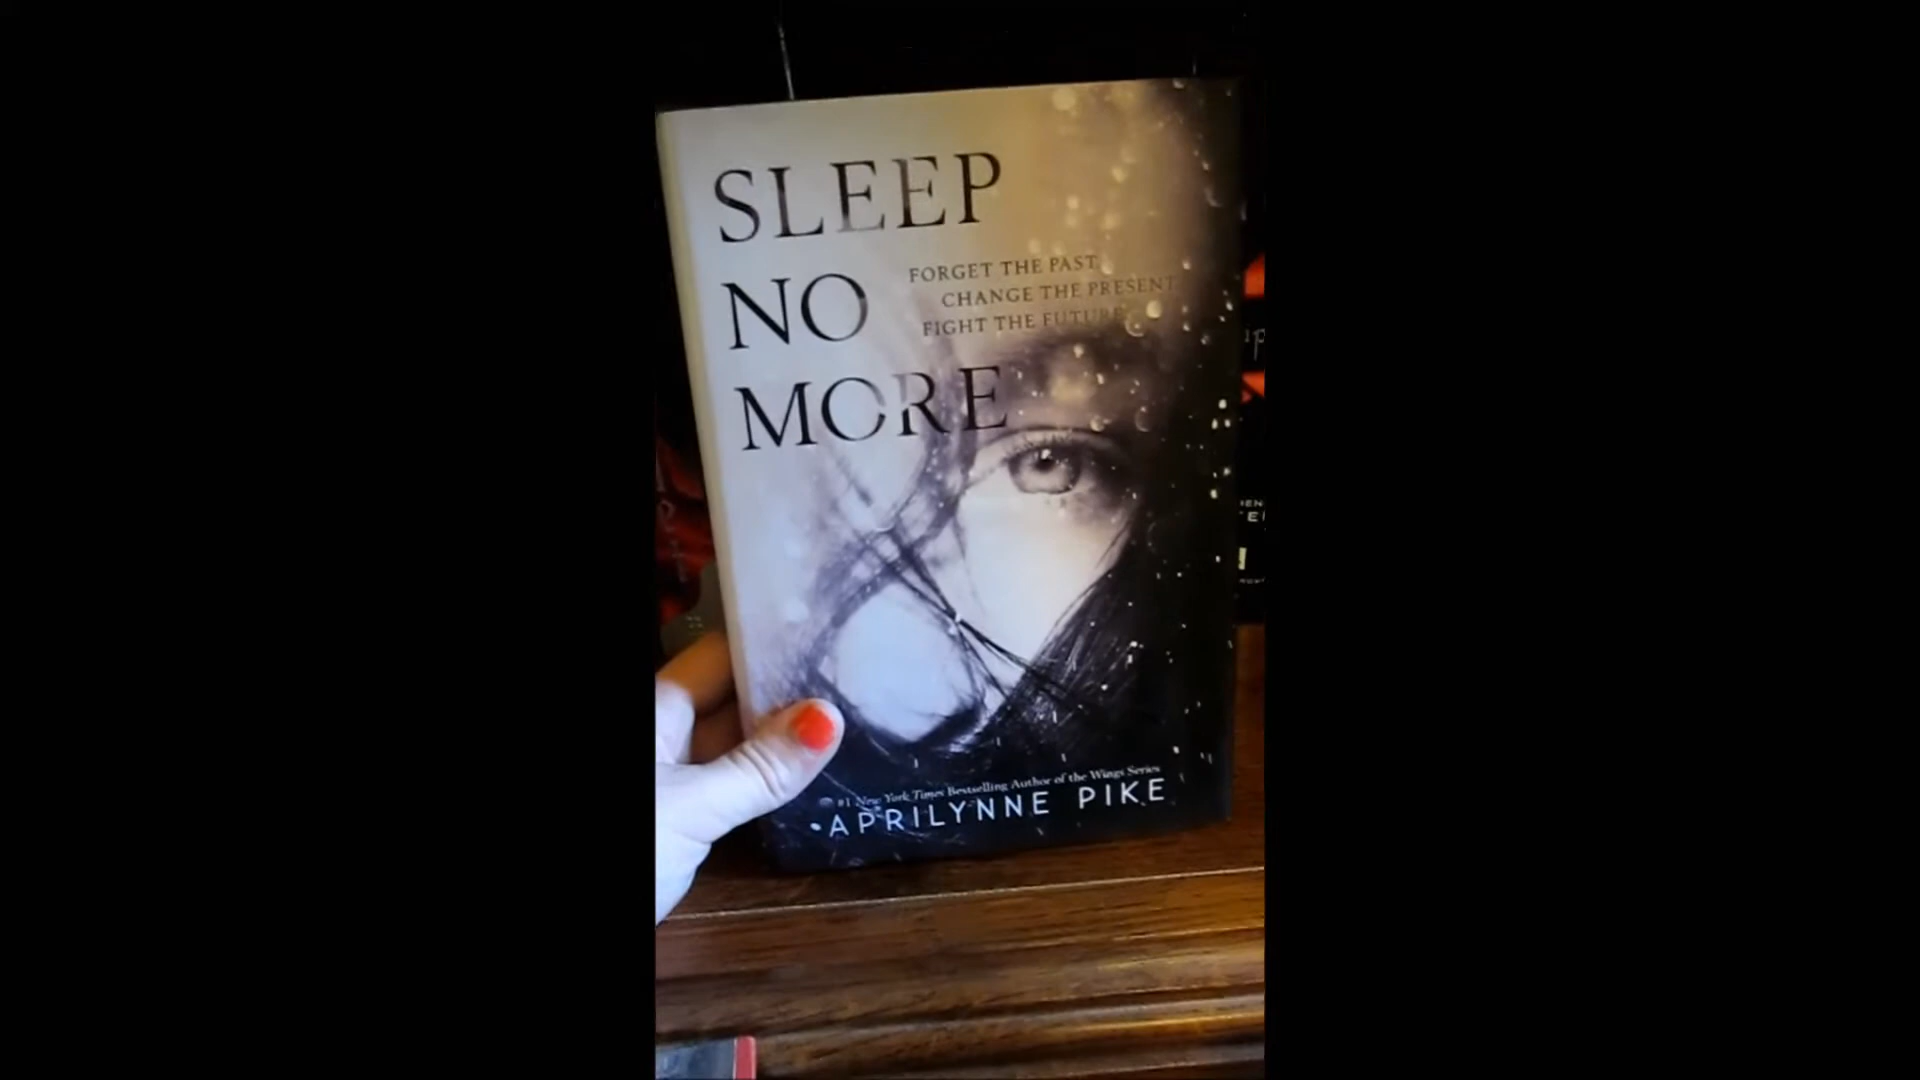 SLEEP
NO
MORE
FORGET THE PAST
CHANGE THE PRESENT
FIGHT THE FUTURE
#1 New York Times Bestselling Author of the Wings Series
APRILYNNE PIKE